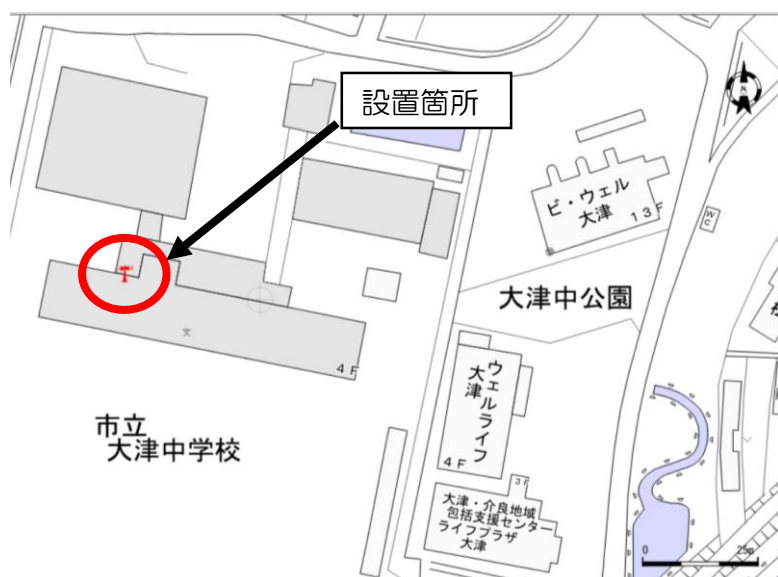 設置箇所
N
ビ・ウェル
大津
13F
WC
大津中公園
文
4F
市立
大津中学校
ウェルライフ
大津
4F
3F
大津・介良地域
包括支援センター
ライフプラザ
大津
0
25m